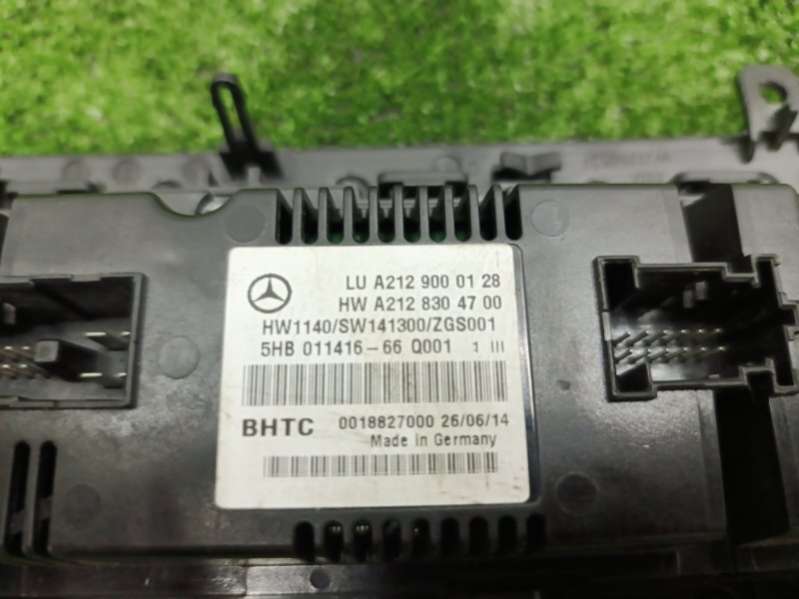 LU A212 900 01 28
HW A212 830 47 00
HW1140/SW141300/ZGS001
5HB 011416-66 Q001 1 III
BHTC 0018827000 26/06/14
Made in Germany